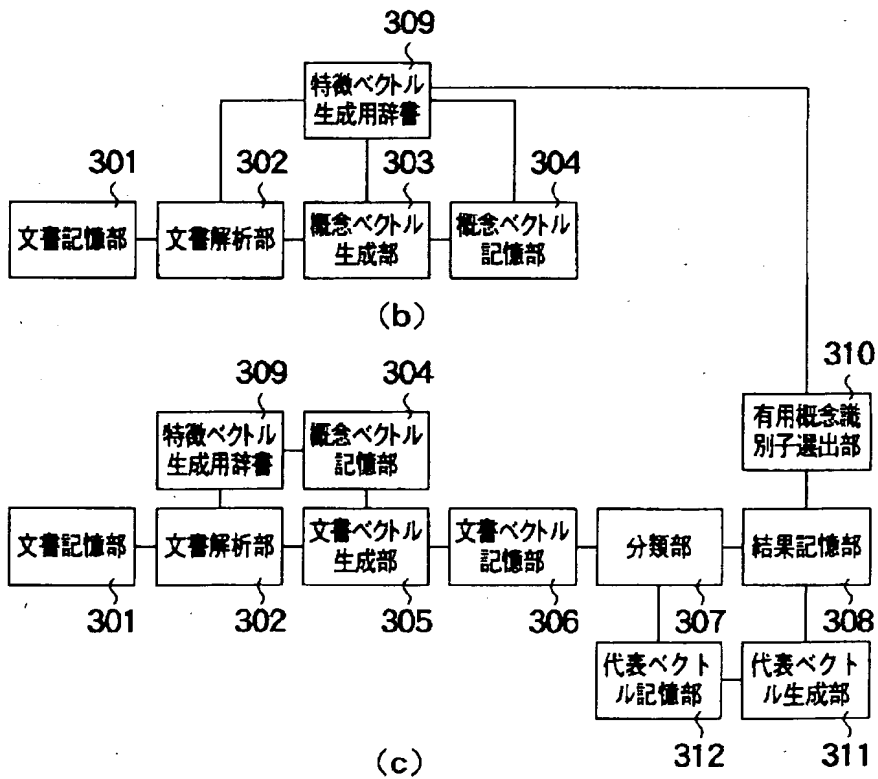 309
特徴ベクトル
生成用辞書
301
302
303
304
文書記憶部
文書解析部
概念ベクトル
生成部
概念ベクトル
記憶部
(b)
310
有用概念識
別子選出部
309
304
特徴ベクトル
生成用辞書
概念ベクトル
記憶部
文書記憶部
文書解析部
文書ベクトル
生成部
文書ベクトル
記憶部
分類部
結果記憶部
301
302
305
306
307
308
代表ベクト
ル記憶部
代表ベクト
ル生成部
312
311
(c)